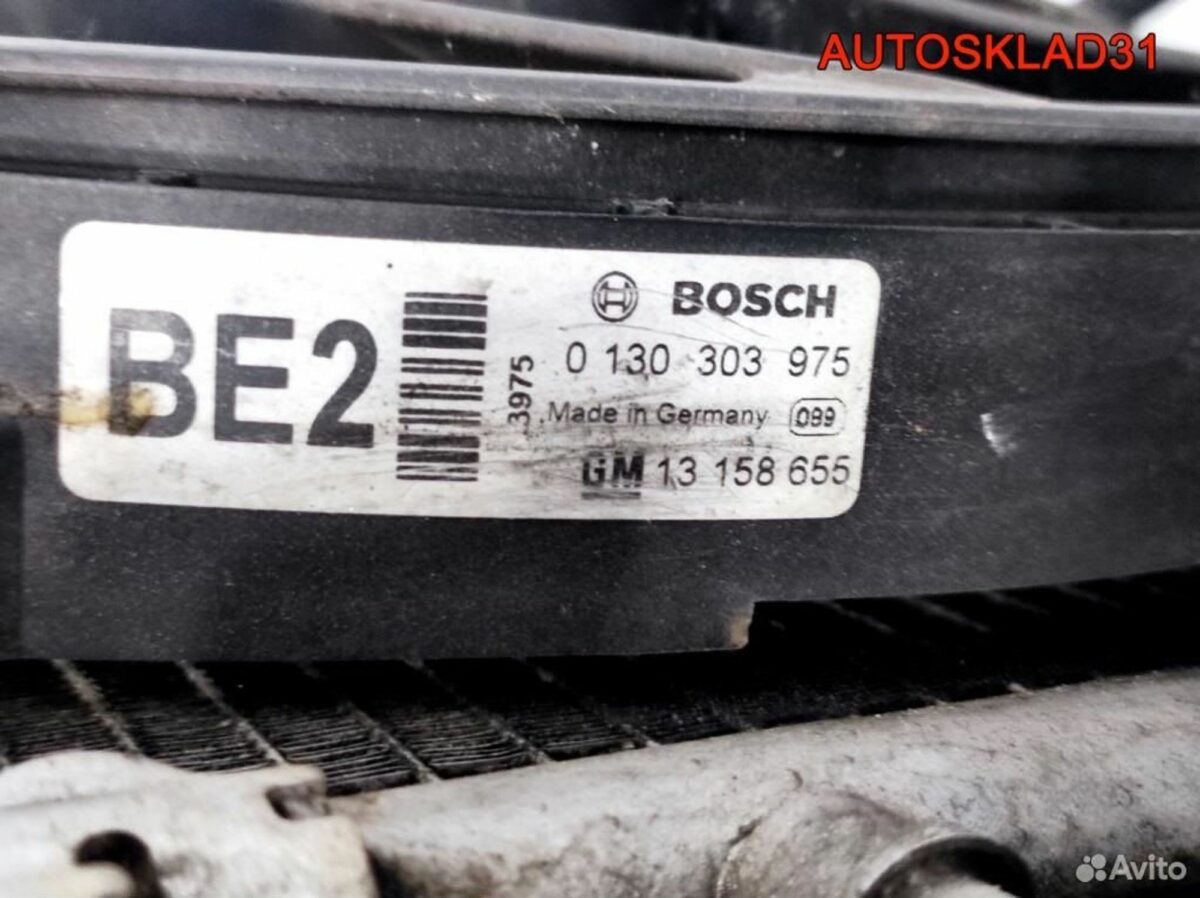 AUTOSKLAD31
BE2
3975
BOSCH
0 130 303 975
Made in Germany 099
GM 13 158 655
Avito